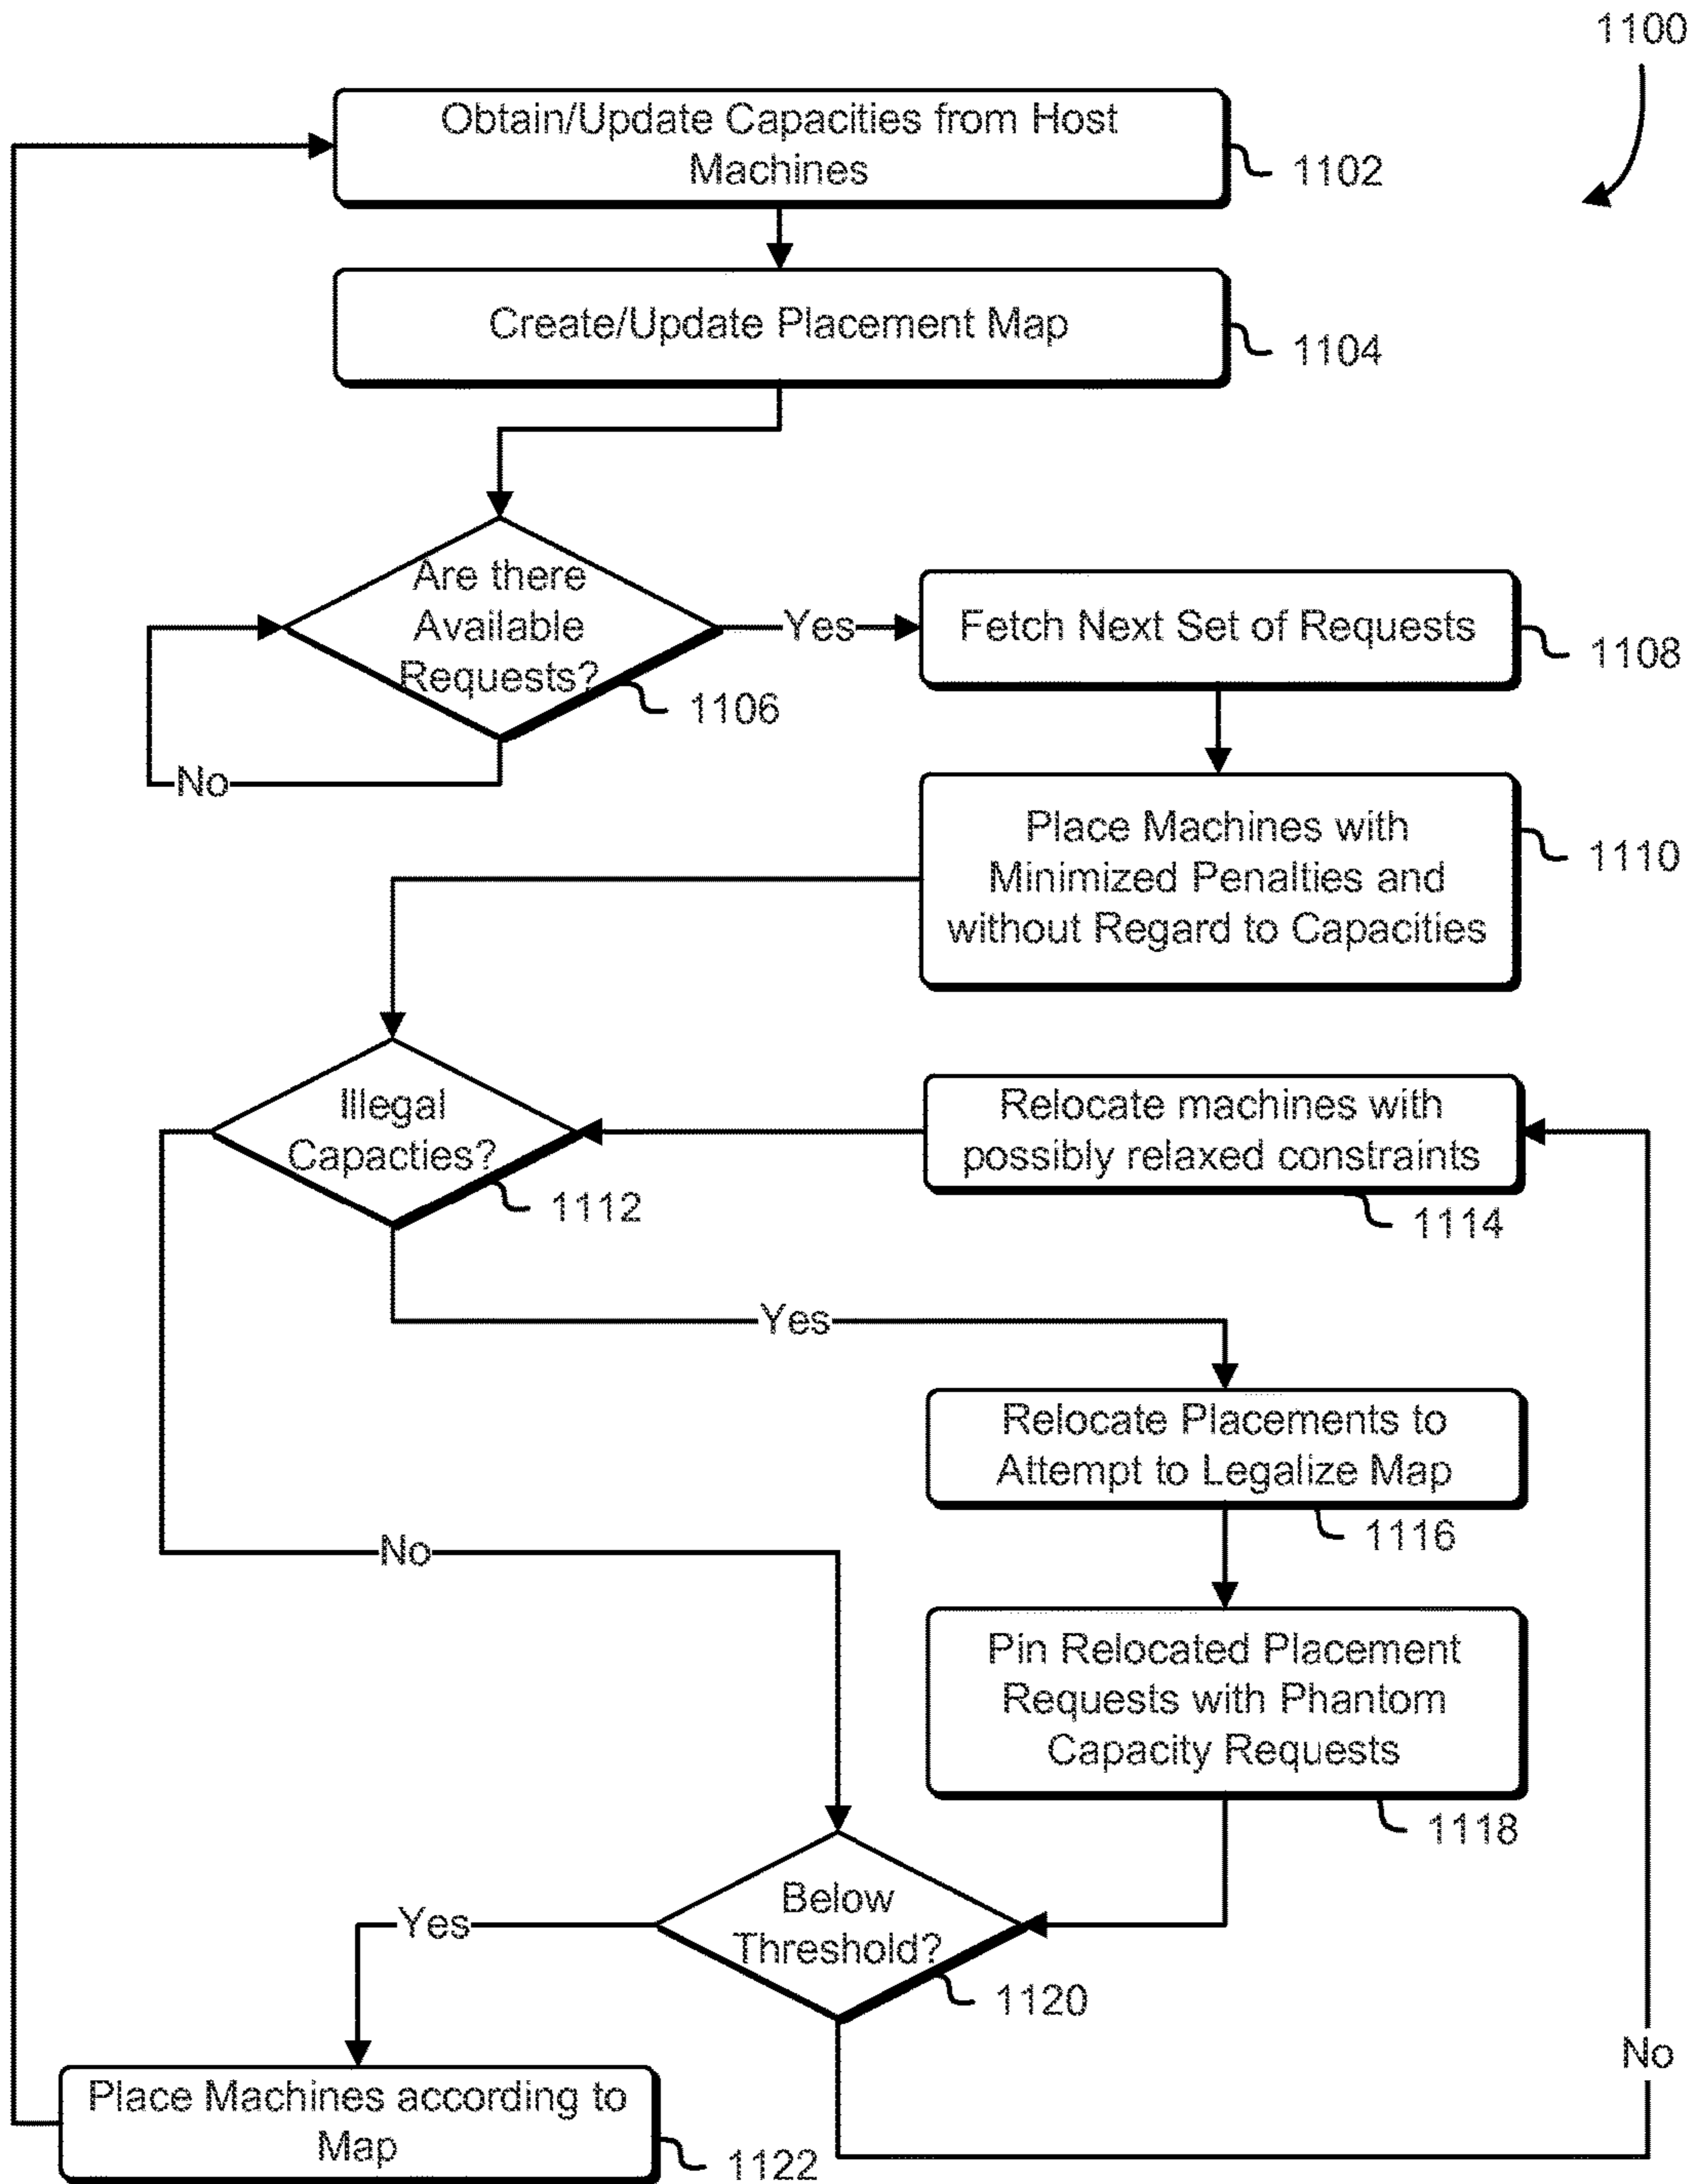 1100
Obtain/Update Capacities from Host
Machines
1102
Create/Update Placement Map
1104
Are there
Available
Requests?
1106
Yes
No
Fetch Next Set of Requests
1108
Place Machines with
Minimized Penalties and
without Regard to Capacities
1110
Illegal
Capacties?
1112
Relocate machines with
possibly relaxed constraints
1114
Yes
Relocate Placements to
Attempt to Legalize Map
1116
No
Pin Relocated Placement
Requests with Phantom
Capacity Requests
1118
Below
Threshold?
1120
Yes
No
Place Machines according to
Map
1122